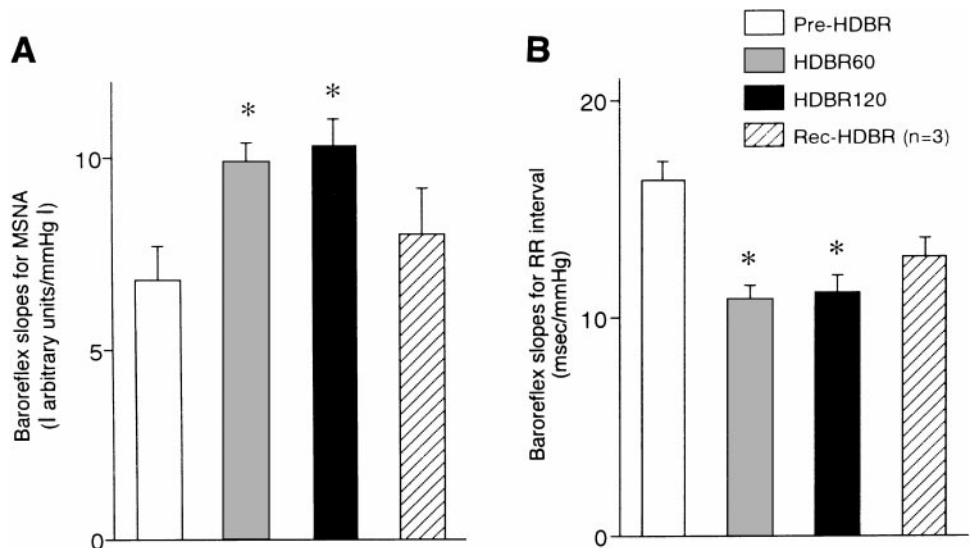 A
Baroreflex slopes for MSNA
(I arbitrary units/mmHg I)
10
5
0
*
*
B
Baroreflex slopes for RR interval
(msec/mmHg)
20
10
0
*
*
Pre-HDBR
HDBR60
HDBR120
Rec-HDBR (n=3)